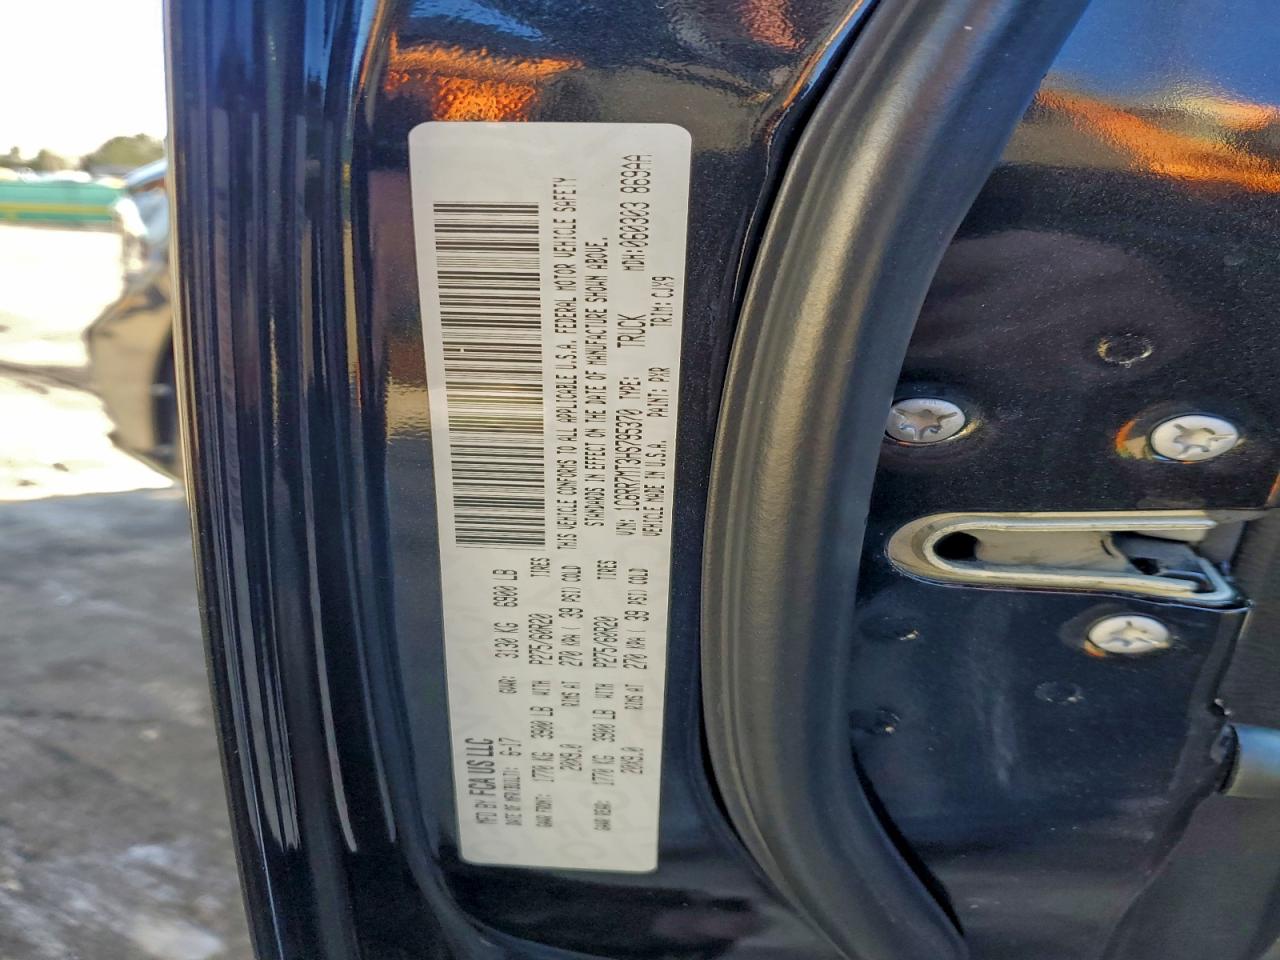 MFD BY FCA US LLC
DATE OF MFR(BUILT): 6-17 GVWR: 3130 KG 6900 LB
GAWR FRONT: 1770 KG 3900 LB WITH P275/60R20 TIRES
20X9.0 RIMS AT 270 KPA( 39 PSI) COLD
GAWR REAR: 1770 KG 3900 LB WITH P275/60R20 TIRES
20X9.0 RIMS AT 270 KPA( 39 PSI) COLD
THIS VEHICLE CONFORMS TO ALL APPLICABLE U.S.A. FEDERAL MOTOR VEHICLE SAFETY
STANDARDS IN EFFECT ON THE DATE OF MANUFACTURE SHOWN ABOVE.
VIN: 1C6RR7MT3HS795370 TYPE: TRUCK MDH:060303 869AA
VEHICLE MADE IN U.S.A. PAINT: PXR TRIM: CJX9